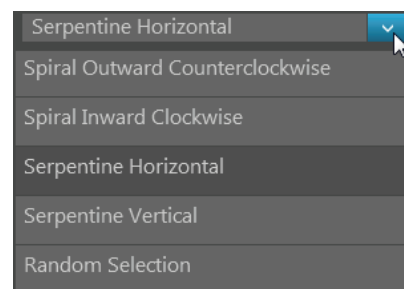 Serpentine Horizontal
Spiral Outward Counterclockwise
Spiral Inward Clockwise
Serpentine Horizontal
Serpentine Vertical
Random Selection